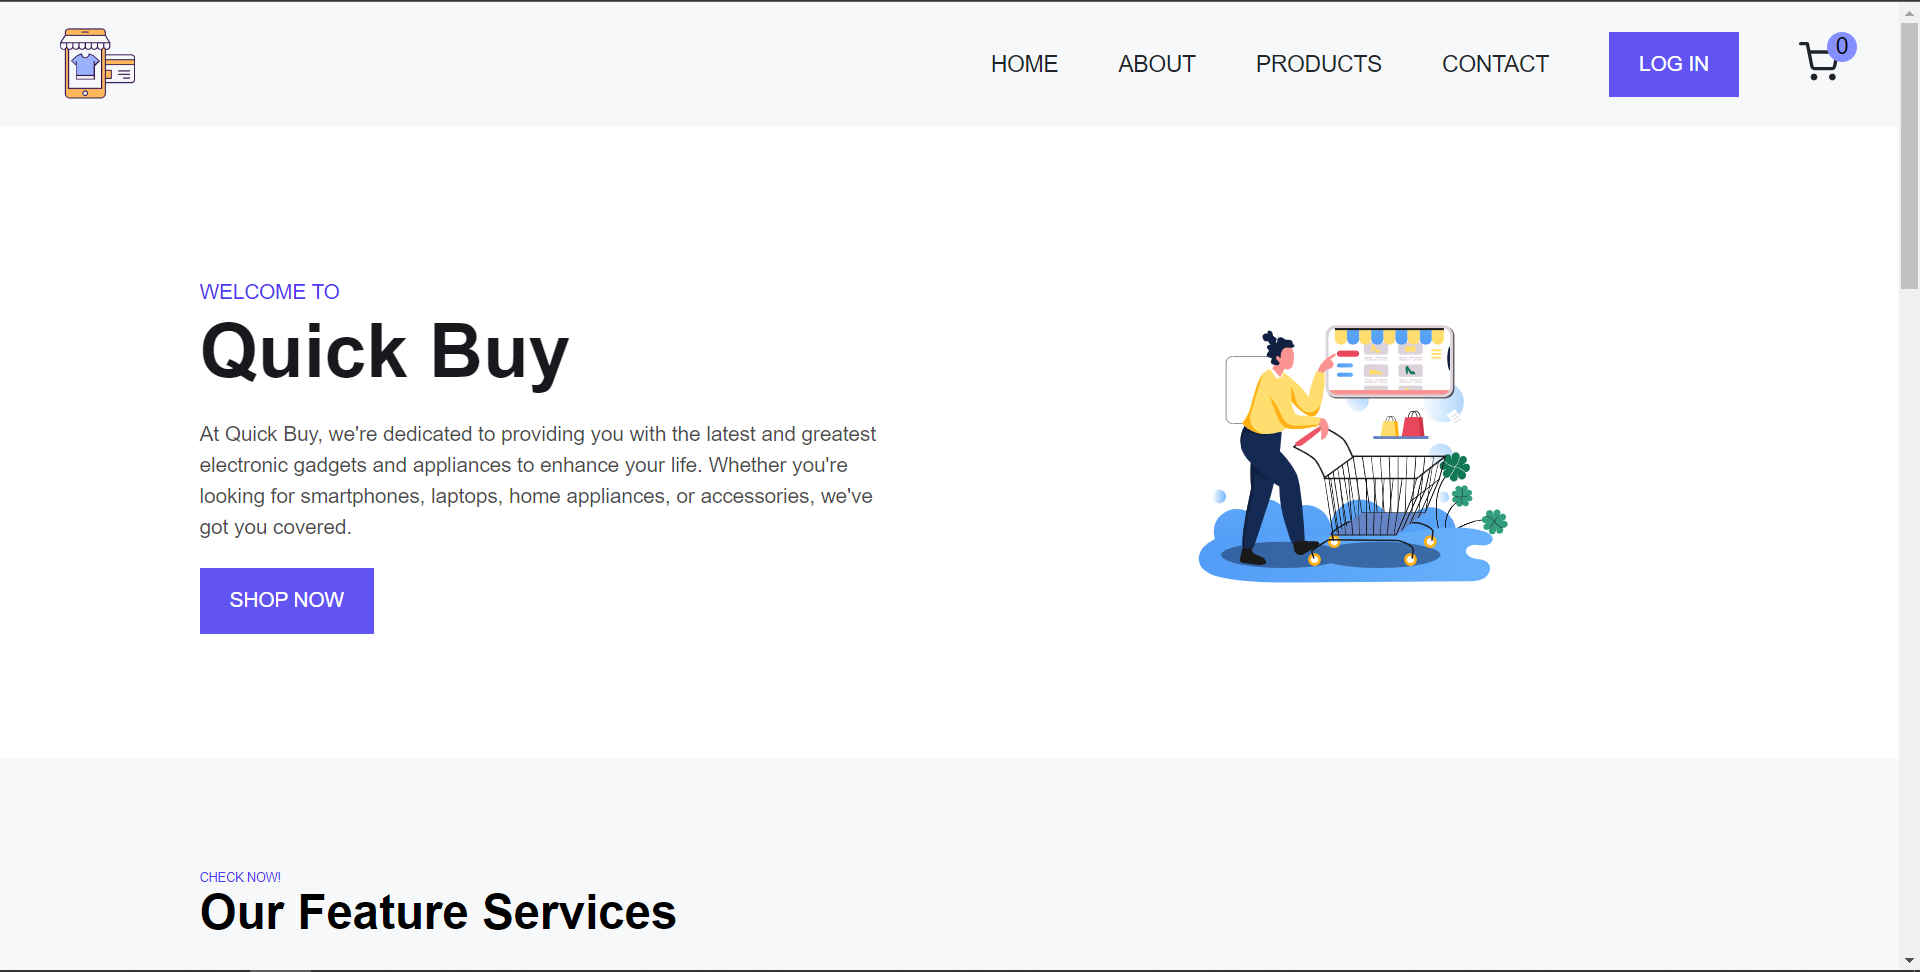 HOME ABOUT PRODUCTS CONTACT LOG IN 0
WELCOME TO
Quick Buy
At Quick Buy, we're dedicated to providing you with the latest and greatest
electronic gadgets and appliances to enhance your life. Whether you're
looking for smartphones, laptops, home appliances, or accessories, we've
got you covered.
SHOP NOW
CHECK NOW!
Our Feature Services